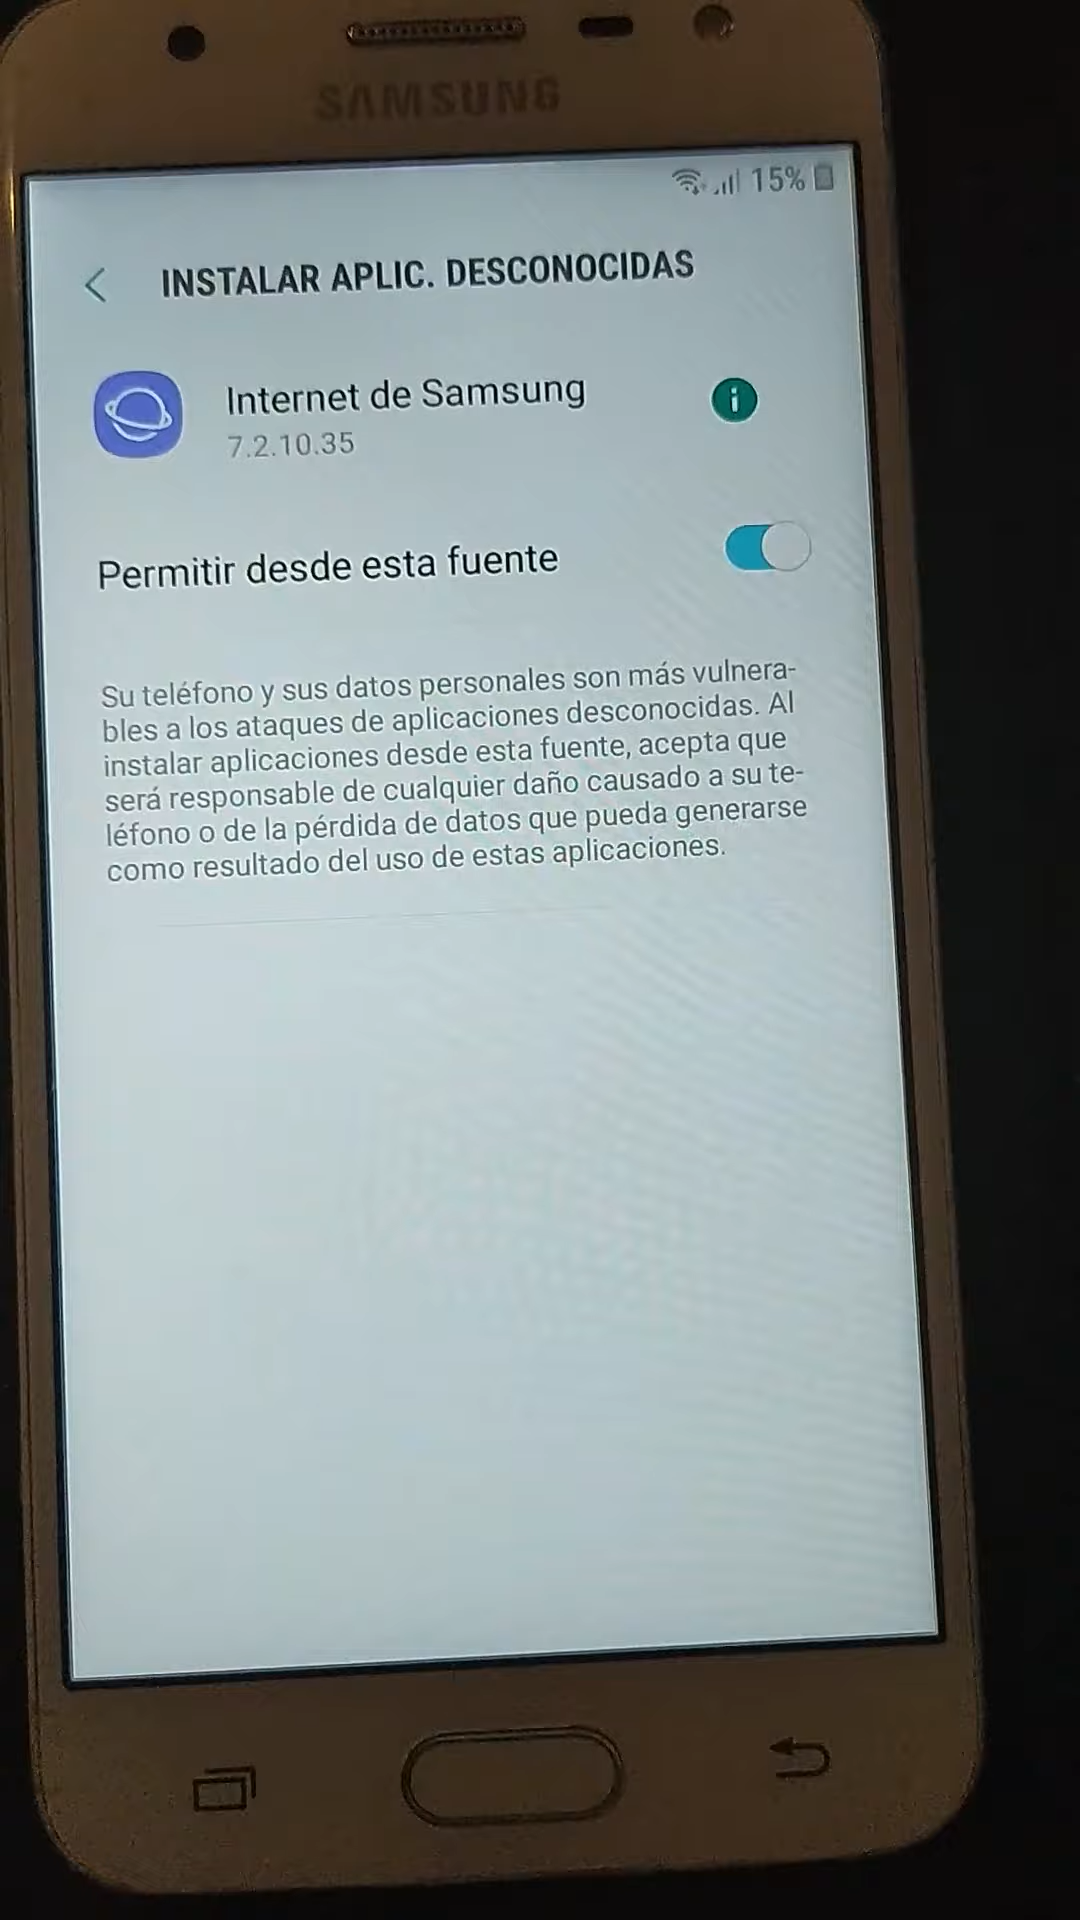 SAMSUNG
15%
INSTALAR APLIC. DESCONOCIDAS
Internet de Samsung
7.2.10.35
Permitir desde esta fuente
Su teléfono y sus datos personales son más vulnera-
bles a los ataques de aplicaciones desconocidas. Al
instalar aplicaciones desde esta fuente, acepta que
será responsable de cualquier daño causado a su te-
léfono o de la pérdida de datos que pueda generarse
como resultado del uso de estas aplicaciones.